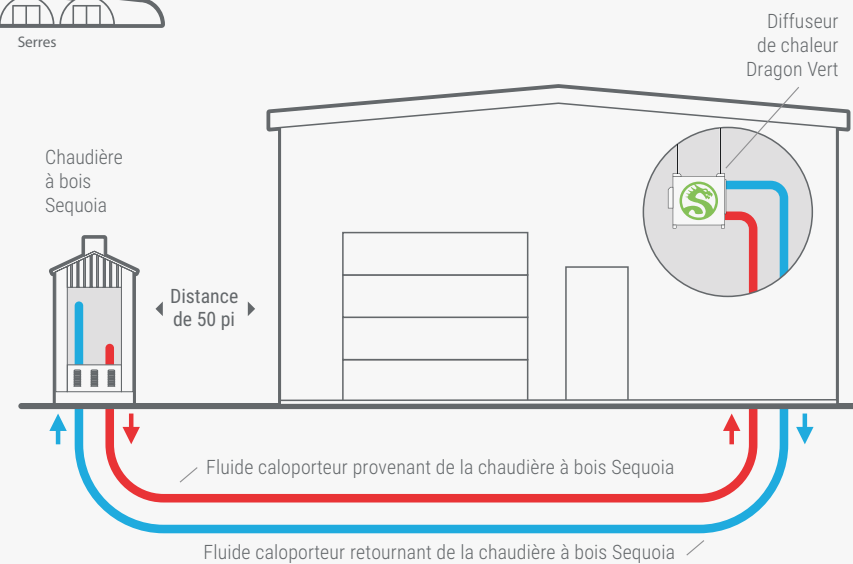 Serres
Diffuseur
de chaleur
Dragon Vert
Chaudière
à bois
Sequoia
Distance
de 50 pi
Fluide caloporteur provenant de la chaudière à bois Sequoia
Fluide caloporteur retournant de la chaudière à bois Sequoia